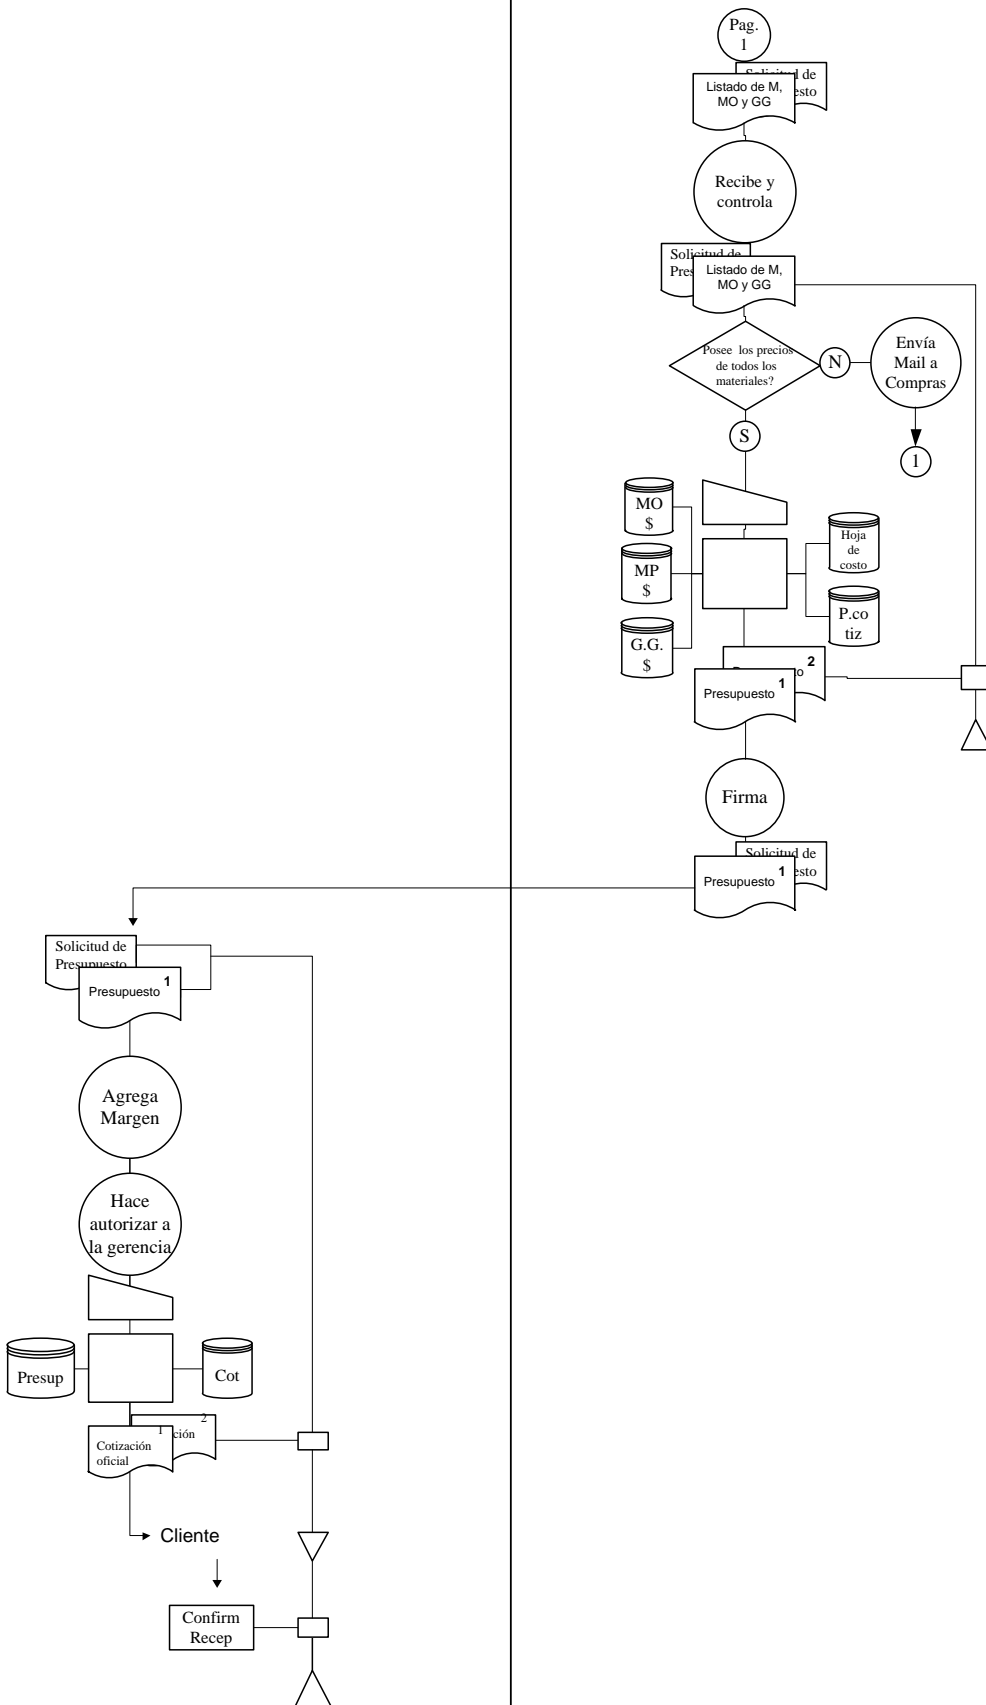 Pag.
1
Solicitud de
esto
Listado de M,
MO y GG
Recibe y
controla
Solicitud de
Pres
Listado de M,
MO y GG
Posee los precios
de todos los
materiales?
N
Envía
Mail a
Compras
1
S
MO
$
MP
$
G.G.
$
Hoja
de
costo
P.co
tiz
2
o
Presupuesto 1
Firma
Solicitud de
esto
Presupuesto 1
Solicitud de
Presupuesto
Presupuesto 1
Agrega
Margen
Hace
autorizar a
la gerencia
Presup
Cot
2
ción
1
Cotización
oficial
Cliente
Confirm
Recep